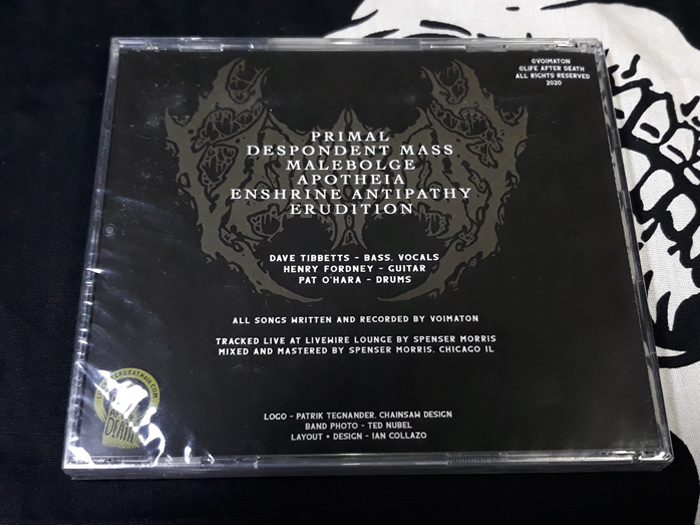 ©VOIMATON
©LIFE AFTER DEATH
ALL RIGHTS RESERVED
2020
PRIMAL
DESPONDENT MASS
MALEBOLGE
APOTHEIA
ENSHRINE ANTIPATHY
ERUDITION
DAVE TIBBETTS - BASS, VOCALS
HENRY FORDNEY - GUITAR
PAT O'HARA - DRUMS
ALL SONGS WRITTEN AND RECORDED BY VOIMATON
TRACKED LIVE AT LIVEWIRE LOUNGE BY SPENSER MORRIS
MIXED AND MASTERED BY SPENSER MORRIS, CHICAGO IL
LOGO - PATRIK TEGNANDER, CHAINSAW DESIGN
BAND PHOTO - TED NUBEL
LAYOUT + DESIGN - IAN COLLAZO
DEATH